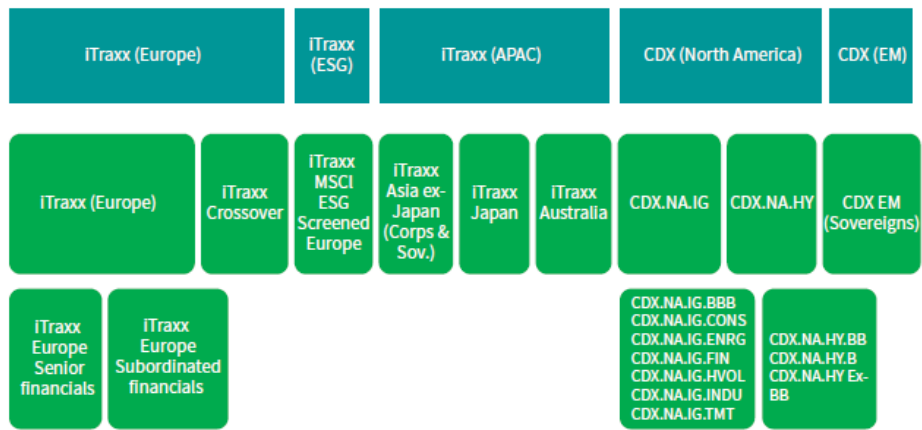 iTraxx (Europe)
iTraxx
(ESG)
iTraxx (APAC)
CDX (North America)
CDX (EM)
iTraxx (Europe)
iTraxx
Crossover
iTraxx
MSCI
ESG
Screened
Europe
iTraxx
Asia ex-
Japan
(Corps &
Sov.)
iTraxx
Japan
iTraxx
Australia
CDX.NA.IG
CDX.NA.HY
CDX EM
(Sovereigns)
iTraxx
Europe
Senior
financials
iTraxx
Europe
Subordinated
financials
CDX.NA.IG.BBB
CDX.NA.IG.CONS
CDX.NA.IG.ENRG
CDX.NA.IG.FIN
CDX.NA.IG.HVOL
CDX.NA.IG.INDU
CDX.NA.IG.TMT
CDX.NA.HY.BB
CDX.NA.HY.B
CDX.NA.HY Ex-
BB